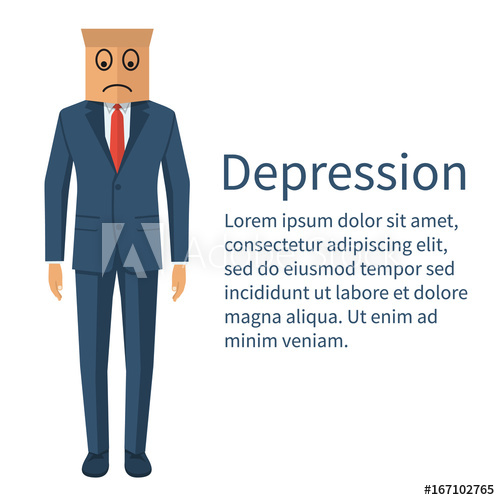 Depression
Lorem ipsum dolor sit amet,
consectetur adipiscing elit,
sed do eiusmod tempor
incididunt ut labore et dolore
magna aliqua. Ut enim ad
minim veniam.
Adobe Stock
#167102765